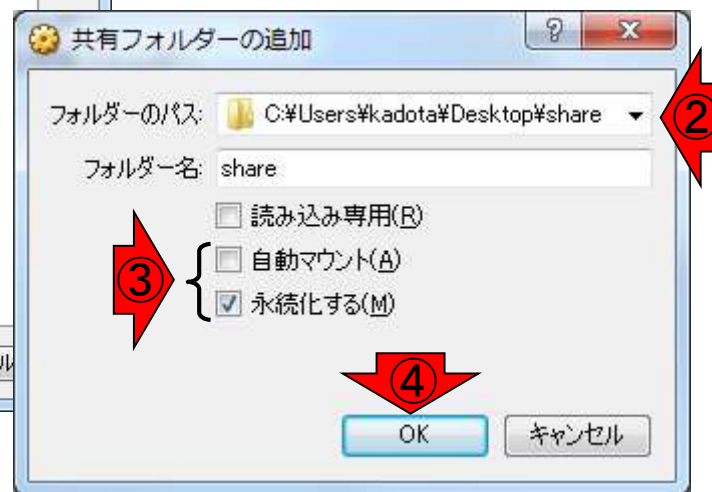 共有フォルダーの追加
フォルダーのパス: C:¥Users¥kadota¥Desktop¥share
②
フォルダー名: share
読み込み専用(R)
自動マウント(A)
③
永続化する(M)
④
OK キャンセル
ル